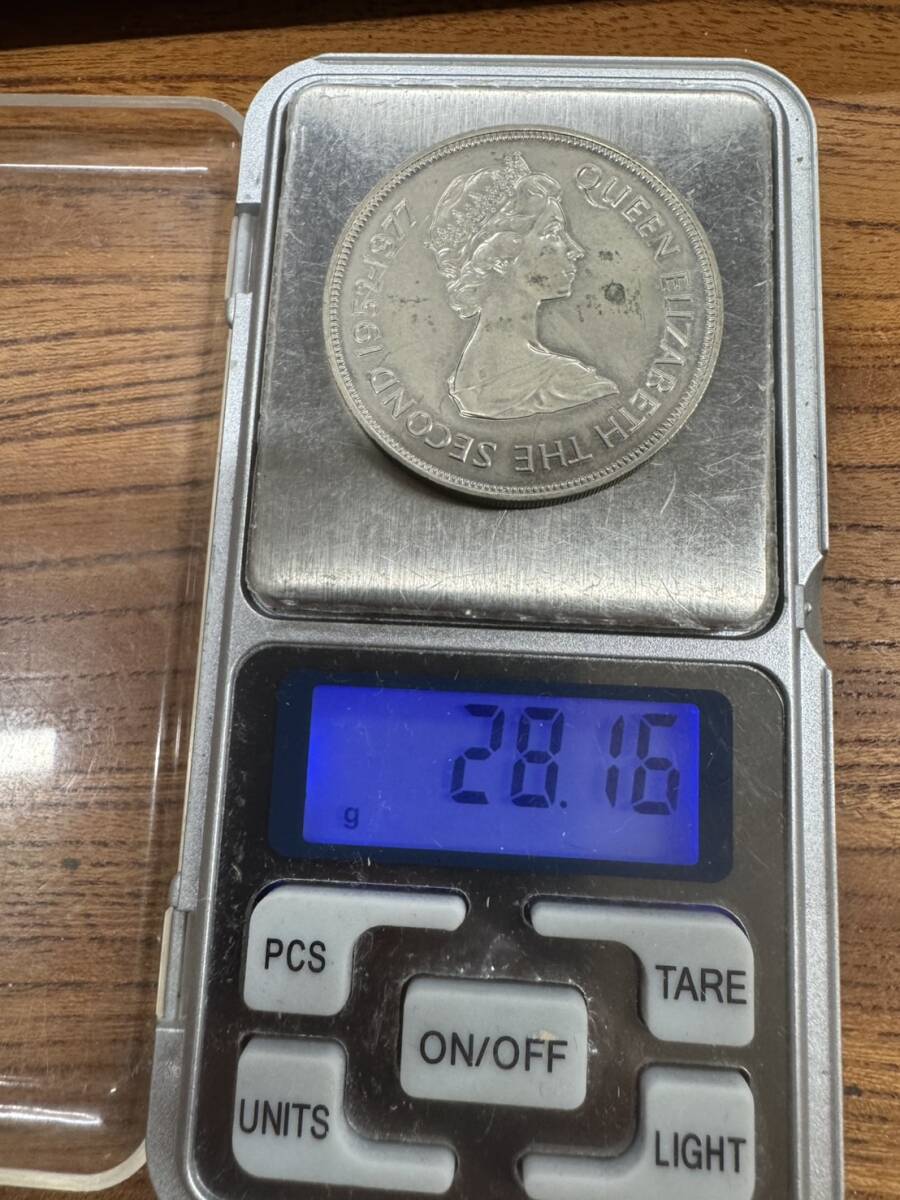 QUEEN ELIZABETH THE SECOND 1952-1977
28.16
g
PCS
TARE
ON/OFF
UNITS
LIGHT